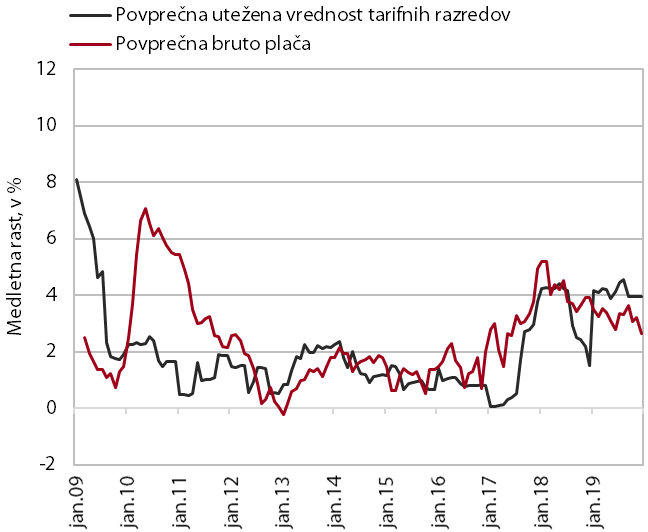 Povprečna utežena vrednost tarifnih razredov
Povprečna bruto plača
Medletna rast, v %
12
10
8
6
4
2
0
-2
jan.09
jan.10
jan.11
jan.12
jan.13
jan.14
jan.15
jan.16
jan.17
jan.18
jan.19